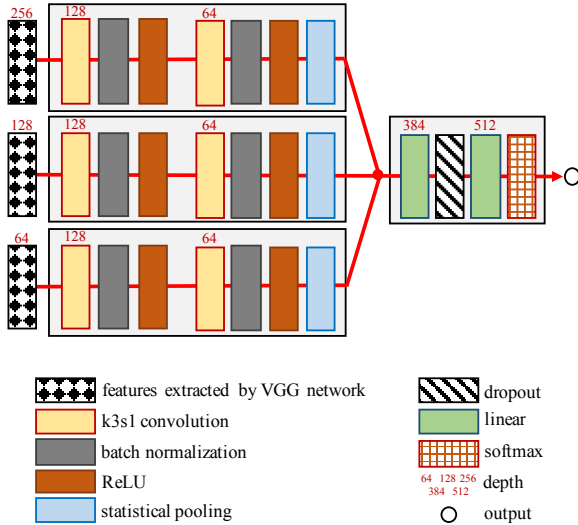 256
128
64
128
128
64
384
512
64
128
64
features extracted by VGG network
k3s1 convolution
batch normalization
ReLU
statistical pooling
dropout
linear
softmax
64 128 256
384 512
depth
output